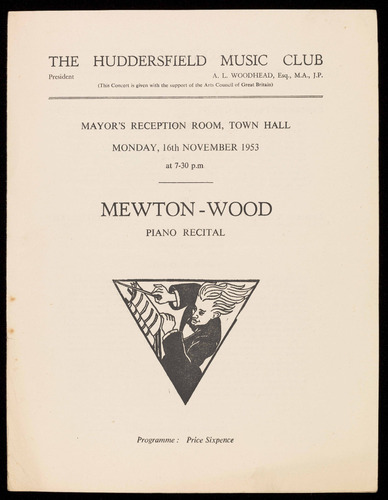 THE HUDDERSFIELD MUSIC CLUB
President A. L. WOODHEAD, Esq., M.A., J.P.
(This Concert is given with the support of the Arts Council of Great Britain)
MAYOR'S RECEPTION ROOM, TOWN HALL
MONDAY, 16th NOVEMBER 1953
at 7-30 p.m
MEWTON-WOOD
PIANO RECITAL
Programme: Price Sixpence